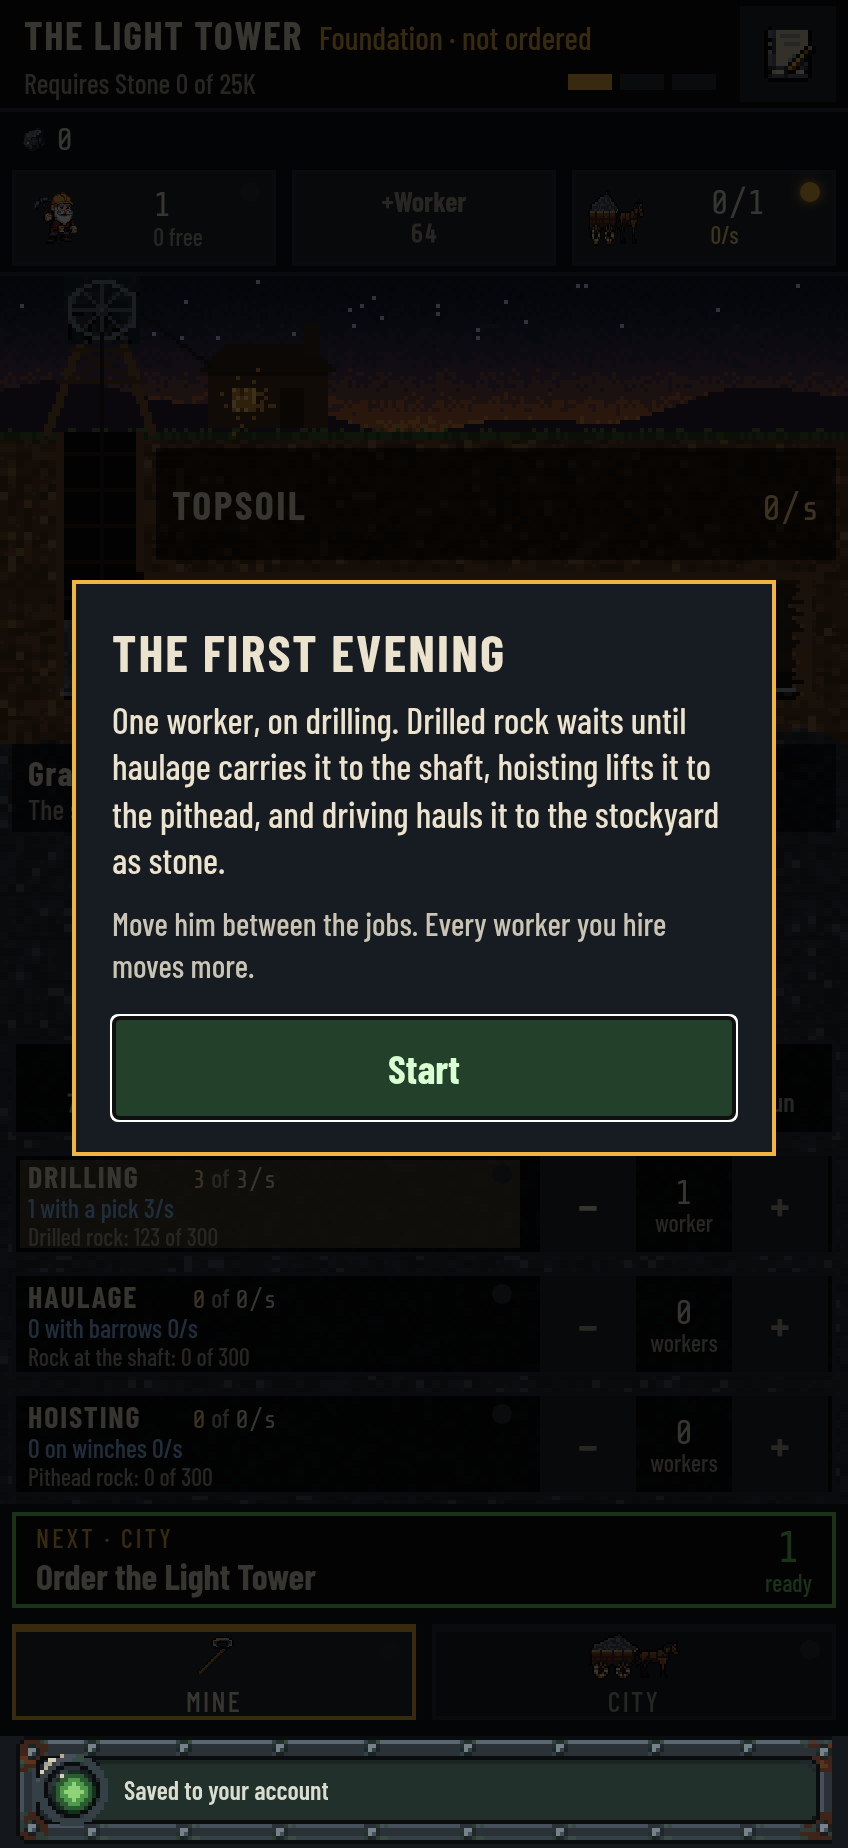 THE LIGHT TOWER Foundation · not ordered
Requires Stone 0 of 25K
0
1
0 free
+Worker
64
0/1
0/s
TOPSOIL 0/s
THE FIRST EVENING
One worker, on drilling. Drilled rock waits until
haulage carries it to the shaft, hoisting lifts it to
the pithead, and driving hauls it to the stockyard
as stone.
Move him between the jobs. Every worker you hire
moves more.
Start
DRILLING 3 of 3/s
1 with a pick 3/s
Drilled rock: 123 of 300
− 1 +
worker
HAULAGE 0 of 0/s
0 with barrows 0/s
Rock at the shaft: 0 of 300
− 0 +
workers
HOISTING 0 of 0/s
0 on winches 0/s
Pithead rock: 0 of 300
− 0 +
workers
NEXT · CITY
Order the Light Tower
1
ready
MINE
CITY
Saved to your account